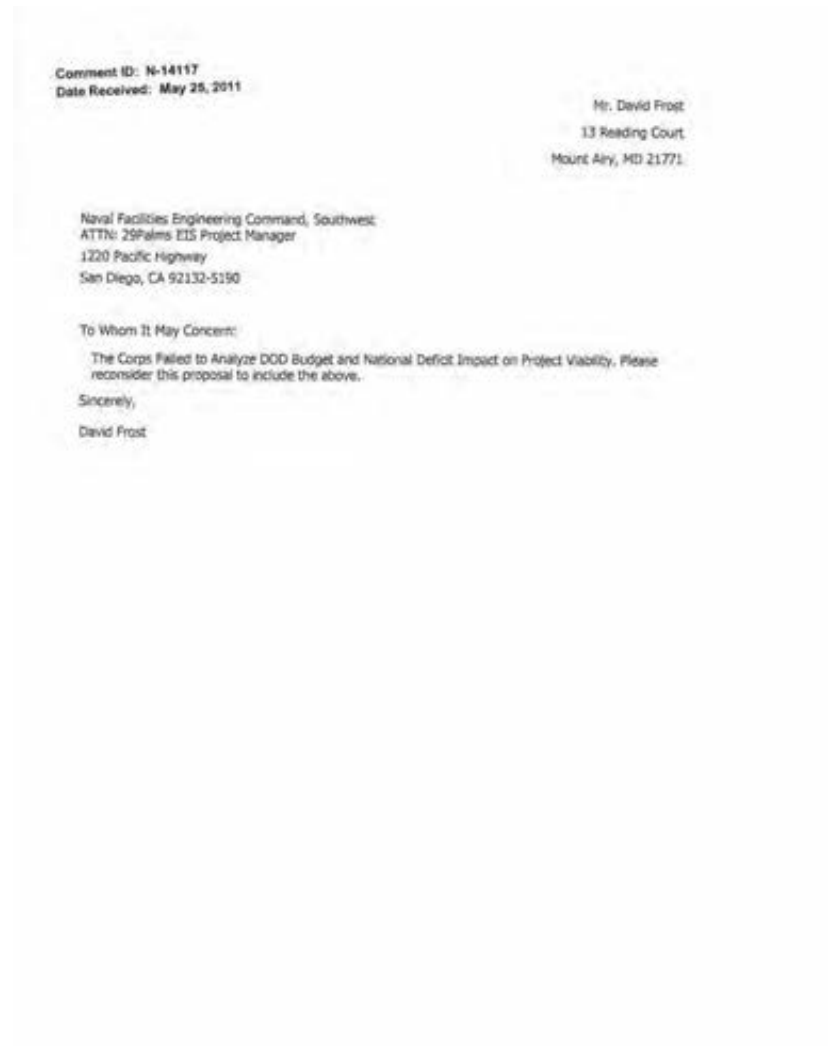 Comment ID: N-14117
Date Received: May 25, 2011
Mr. David Frost
13 Reading Court
Mount Airy, MD 21771
Naval Facilities Engineering Command, Southwest
ATTN: 29Palms EIS Project Manager
1220 Pacific Highway
San Diego, CA 92132-5190
To Whom It May Concern:
The Corps Failed to Analyze DOD Budget and National Deficit Impact on Project Viability. Please
reconsider this proposal to include the above.
Sincerely,
David Frost